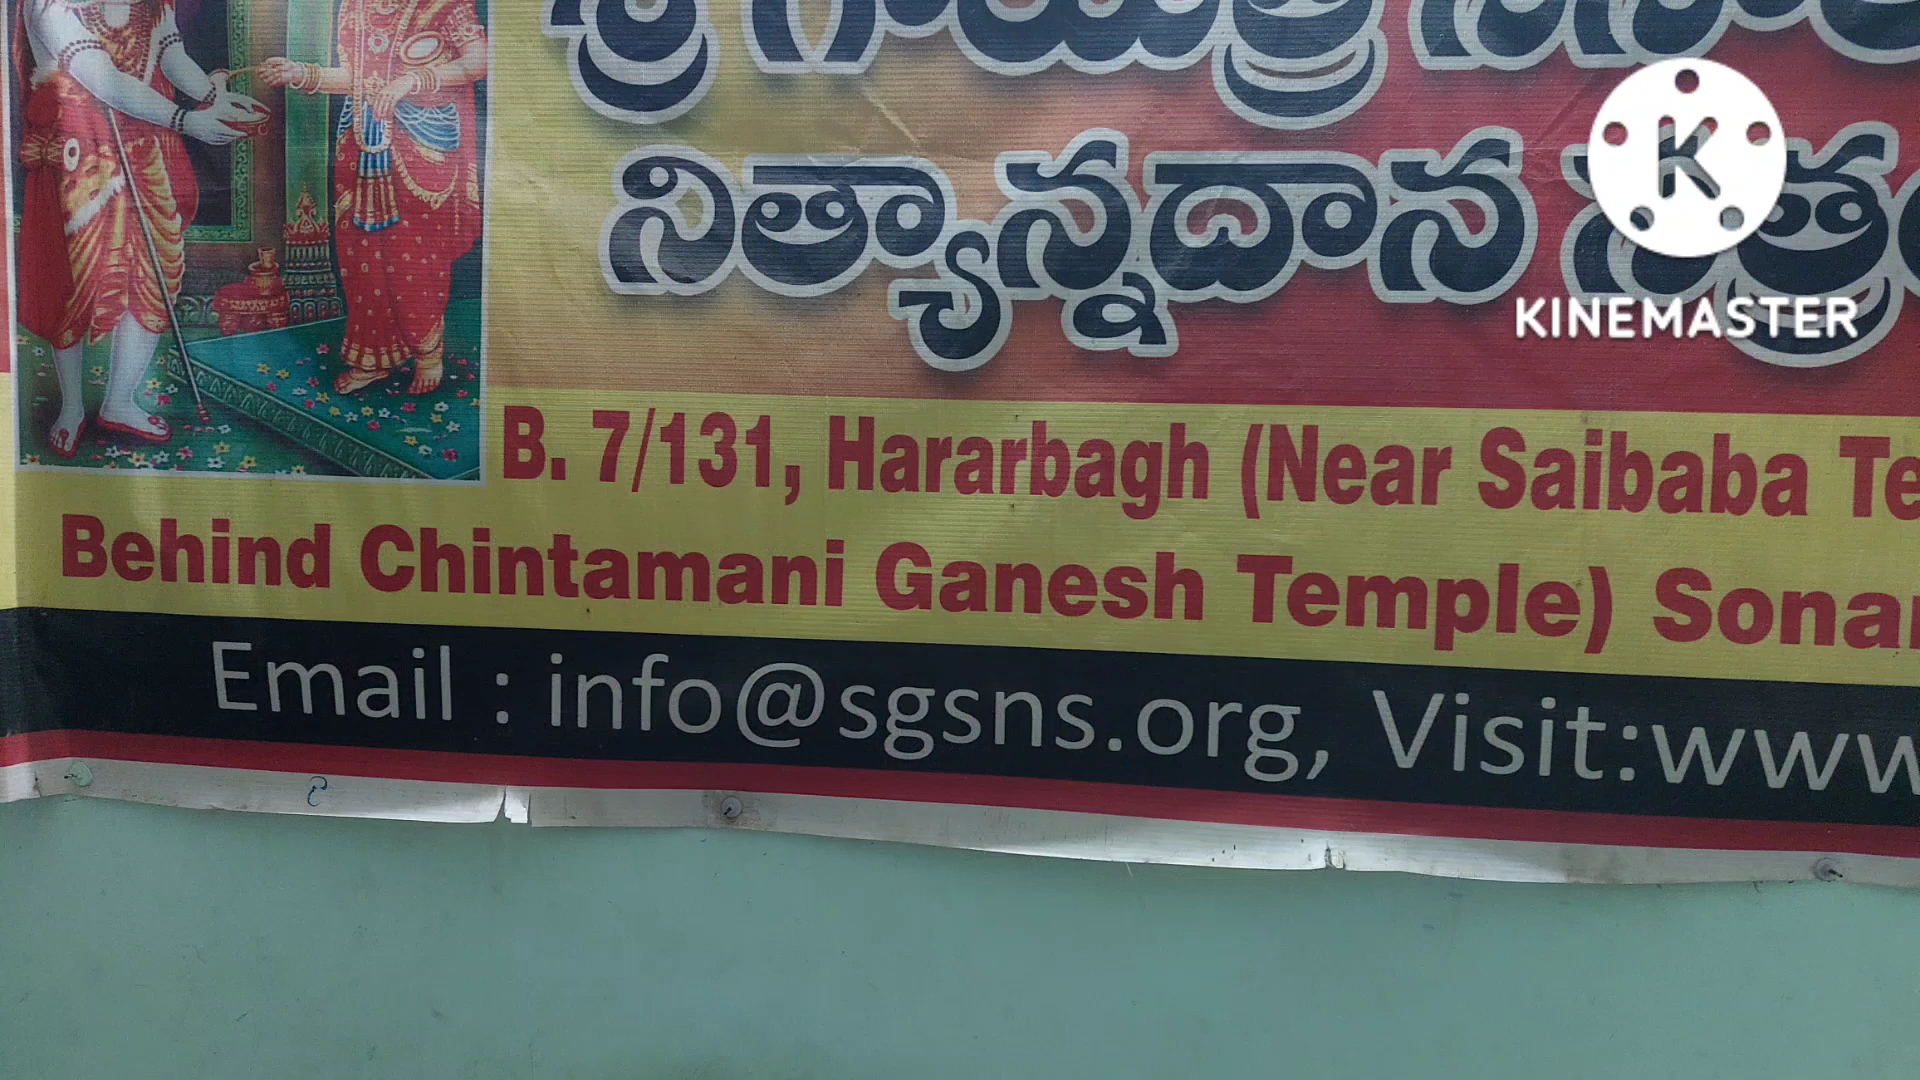 శ్రీ గాయత్రీ
నిత్యాన్నదాన
K
KINEMASTER
B. 7/131, Hararbagh (Near Saibaba Te
Behind Chintamani Ganesh Temple) Sonar
Email : info@sgsns.org, Visit:www